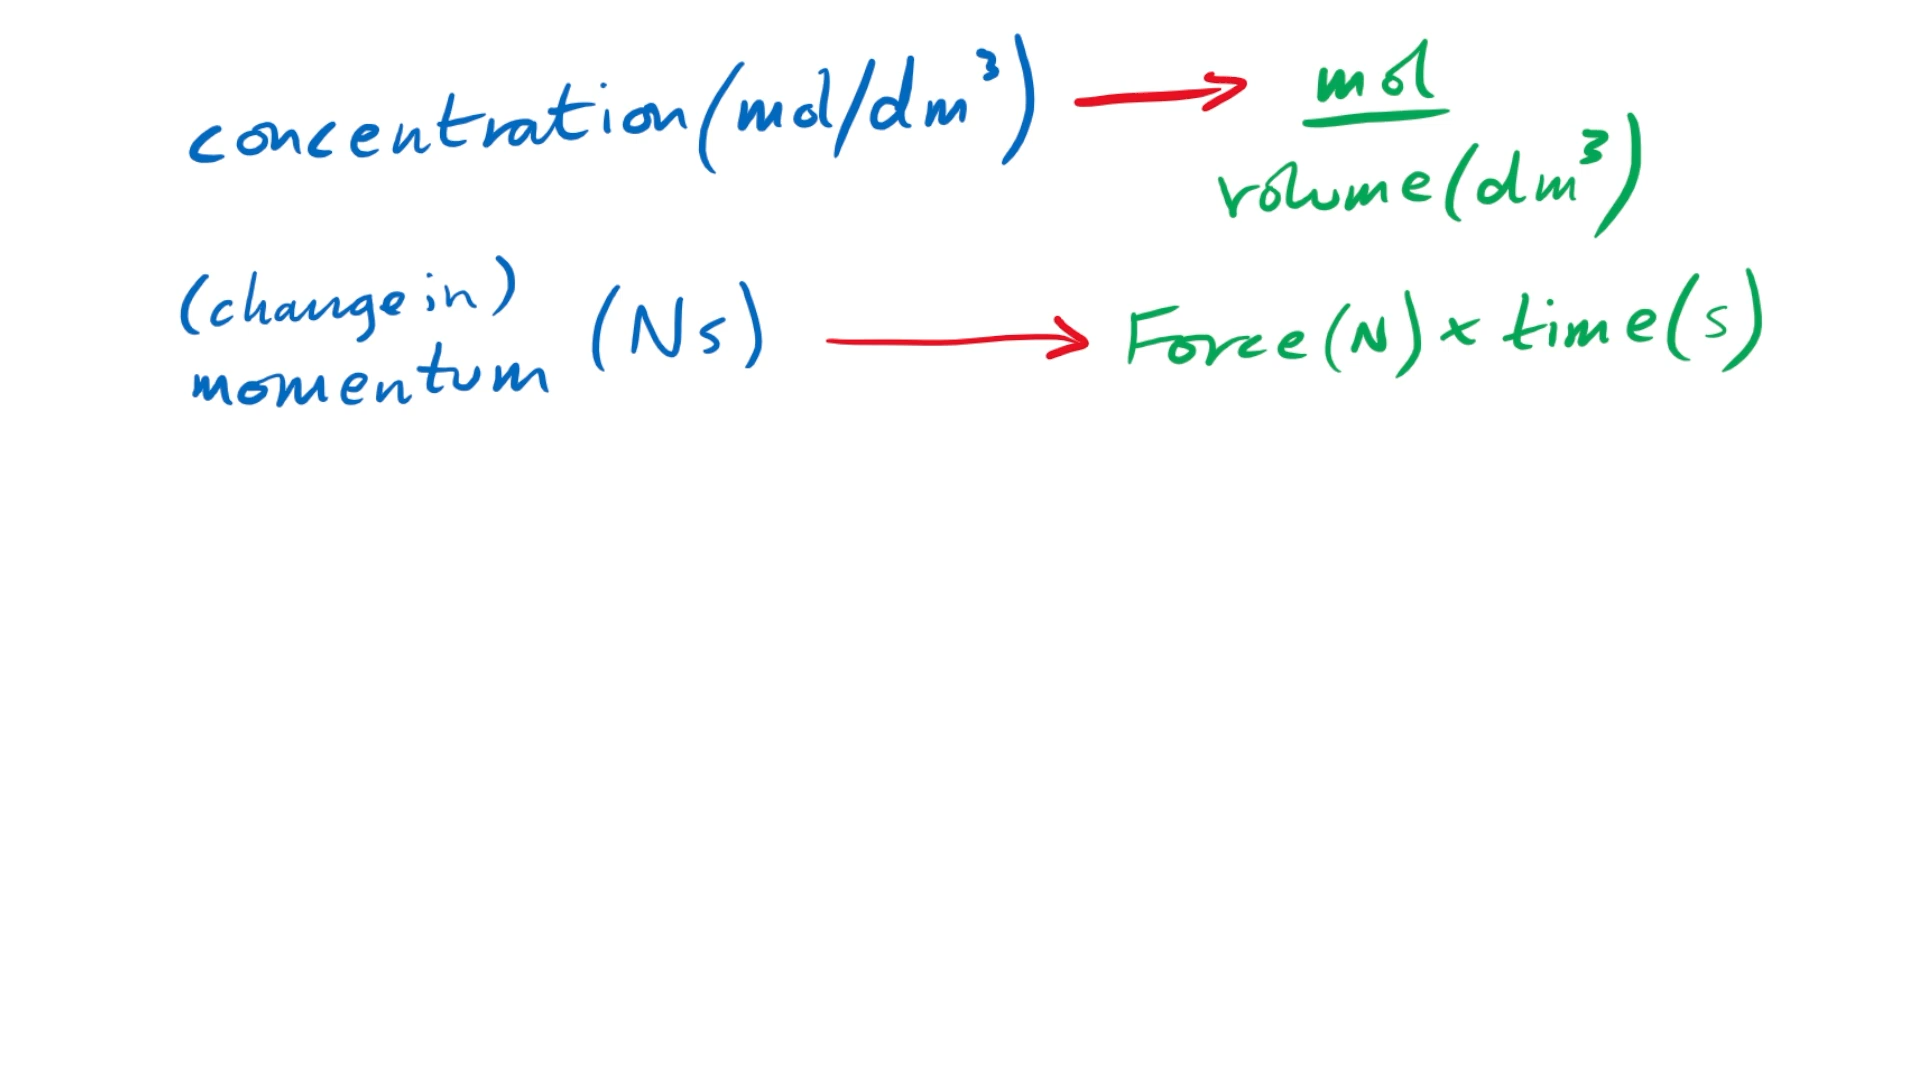 concentration (mol/dm³) → mol
volume (dm³)
(change in)
momentum (Ns) → Force (N) × time (s)